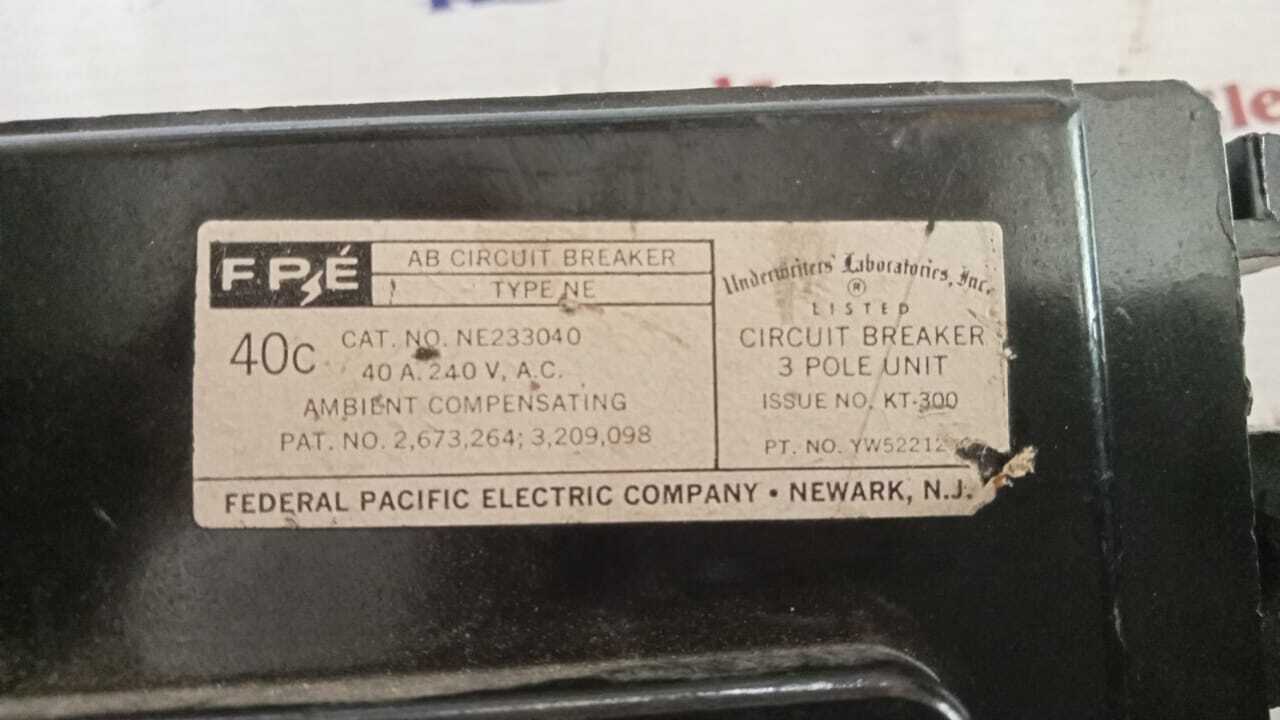 FPE
AB CIRCUIT BREAKER
TYPE NE
40C
CAT. NO. NE233040
40 A. 240 V, A.C.
AMBIENT COMPENSATING
PAT. NO. 2,673,264; 3,209,098
Underwriters' Laboratories, Inc.
®
LISTED
CIRCUIT BREAKER
3 POLE UNIT
ISSUE NO. KT-300
PT. NO.
FEDERAL PACIFIC ELECTRIC COMPANY • NEWARK, N.J.